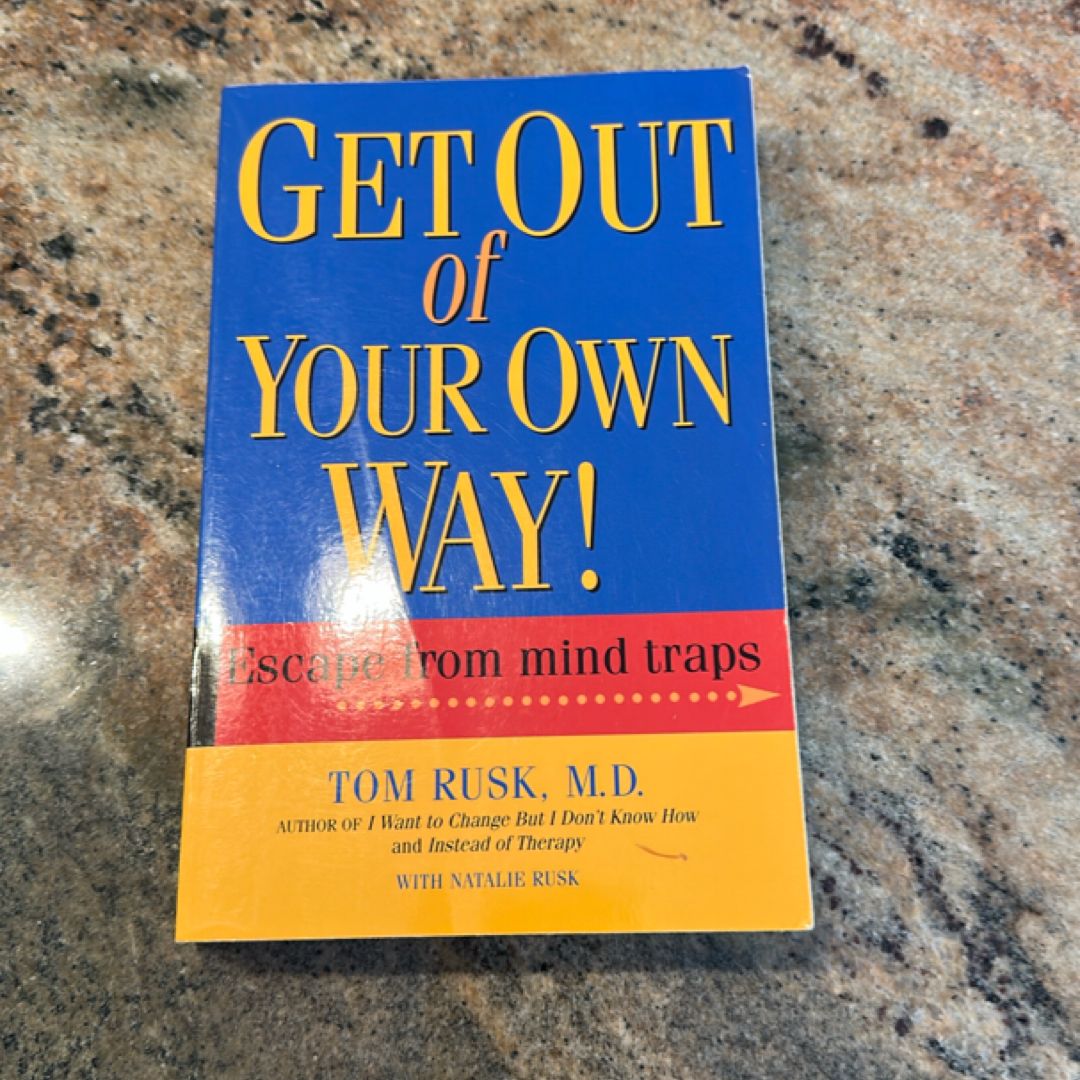 GET OUT
of
YOUR OWN
WAY!
Escape from mind traps
TOM RUSK, M.D.
AUTHOR OF I Want to Change But I Don't Know How
and Instead of Therapy
WITH NATALIE RUSK